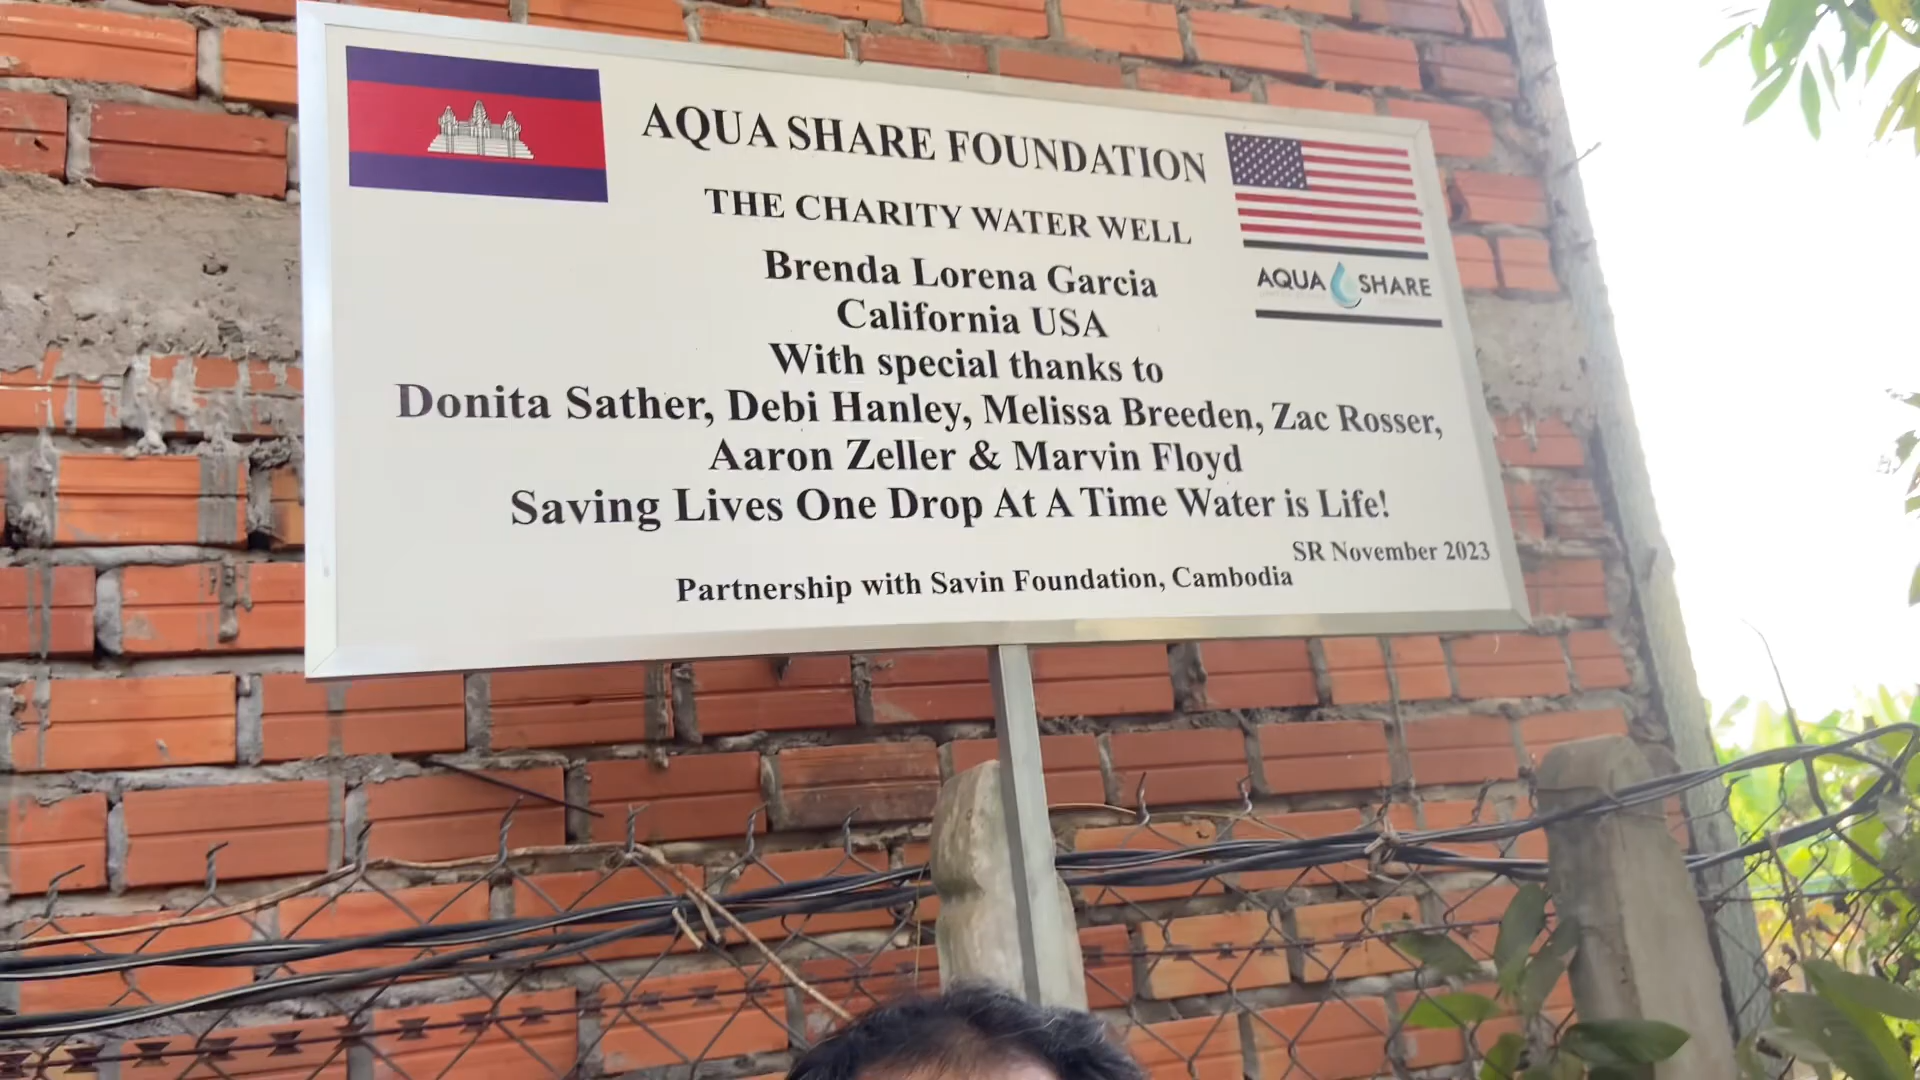 AQUA SHARE FOUNDATION
THE CHARITY WATER WELL
Brenda Lorena Garcia
California USA
With special thanks to
Donita Sather, Debi Hanley, Melissa Breeden, Zac Rosser,
Aaron Zeller & Marvin Floyd
Saving Lives One Drop At A Time Water is Life!
SR November 2023
Partnership with Savin Foundation, Cambodia
AQUA SHARE